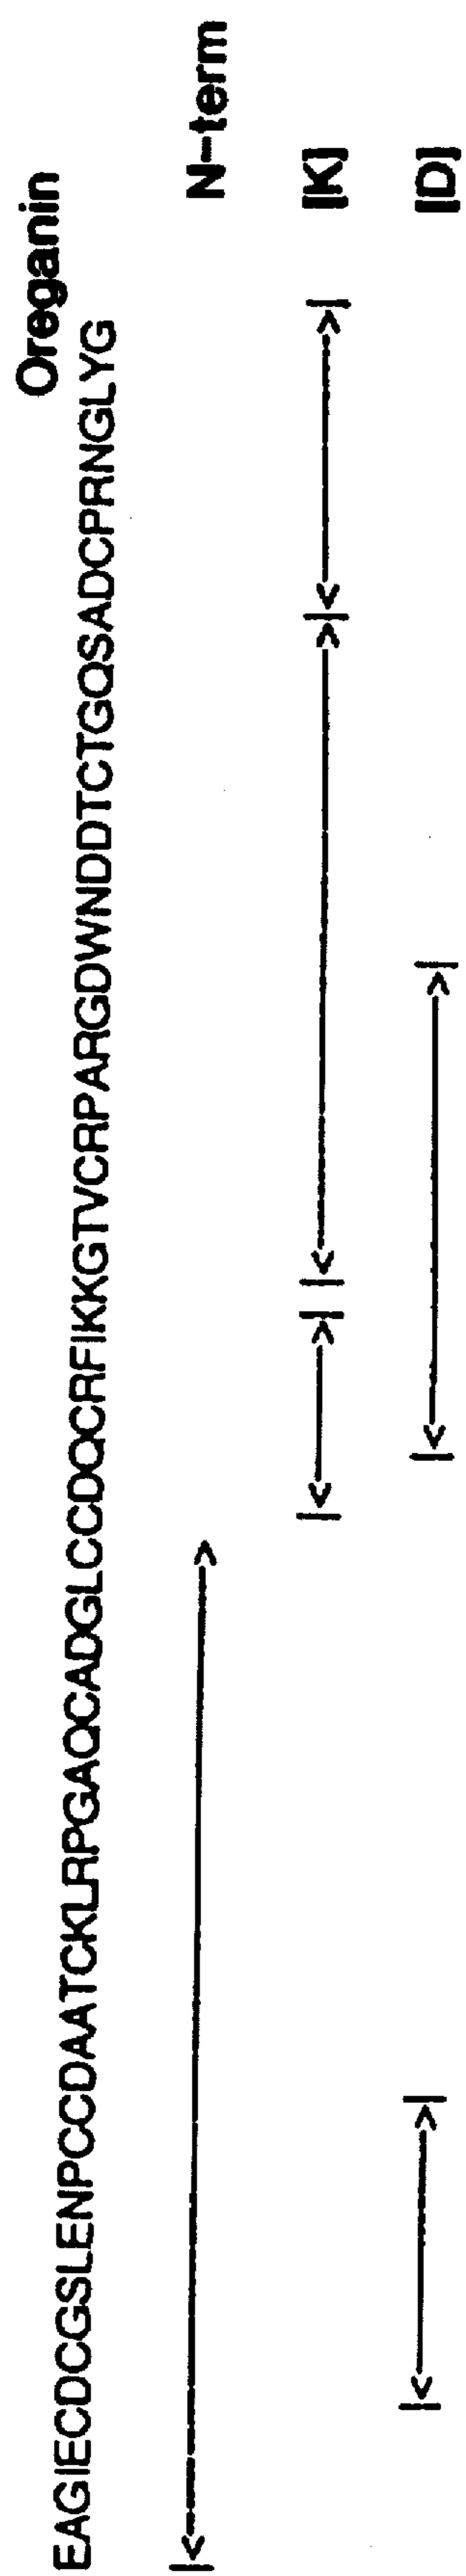 Oreganin
EAGIECDCGSLENPCCDAATCKLRPGAQCADGLCCDQCRFIKKGTVCRPARGDWNDDTCTGQSADCPRNGLYG
N-term
[K]
[D]